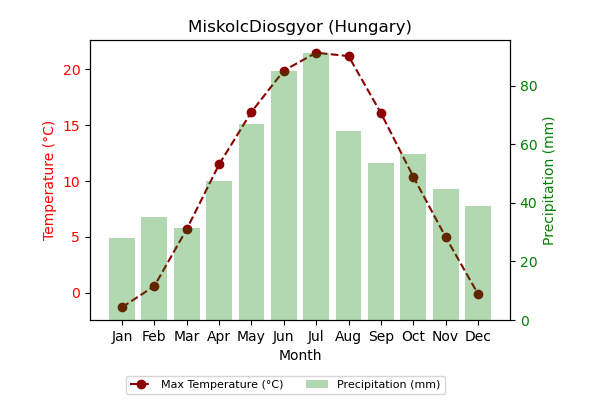 MiskolcDiosgyor (Hungary)
Temperature (°C)
20
15
10
5
0
80
60
40
20
0
Precipitation (mm)
Jan Feb Mar Apr May Jun Jul Aug Sep Oct Nov Dec
Month
Max Temperature (°C) Precipitation (mm)